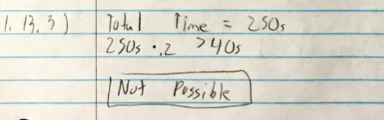 1.13.3) Total Time = 250s
250s · .2 > 40s
Not Possible